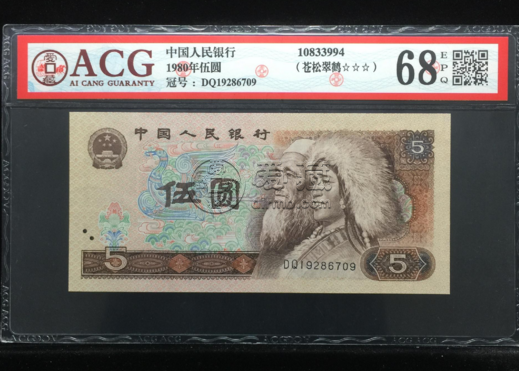 ACG
AI CANG GUARANTY
中国人民银行
1980年伍圆
冠号：DQ19286709
10833994
（苍松翠鹤☆☆☆）
68
EPQ
中国人民银行
伍圆
5
5
DQ19286709
5